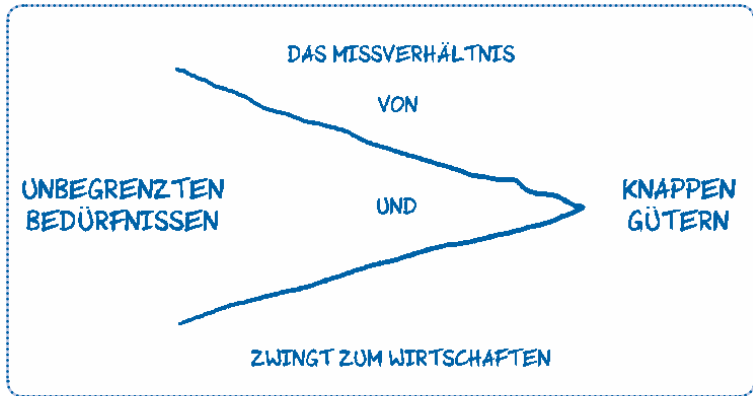 DAS MISSVERHÄLTNIS
VON
UNBEGRENZTEN
BEDÜRFNISSEN
UND
KNAPPEN
GÜTERN
ZWINGT ZUM WIRTSCHAFTEN